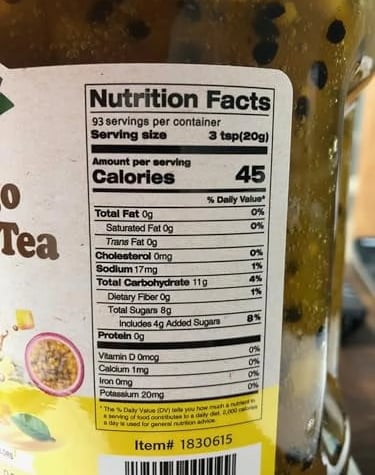 Nutrition Facts
93 servings per container
Serving size 3 tsp(20g)
Amount per serving
Calories 45
% Daily Value*
Total Fat 0g 0%
Saturated Fat 0g 0%
Trans Fat 0g
Cholesterol 0mg 0%
Sodium 17mg 1%
Total Carbohydrate 11g 4%
Dietary Fiber 0g 1%
Total Sugars 8g
Includes 4g Added Sugars 8%
Protein 0g
Vitamin D 0mcg 0%
Calcium 1mg 0%
Iron 0mg 0%
Potassium 20mg 0%
* The % Daily Value (DV) tells you how much a nutrient in
a serving of food contributes to a daily diet. 2,000 calories
a day is used for general nutrition advice.
Item# 1830615
o
Tea